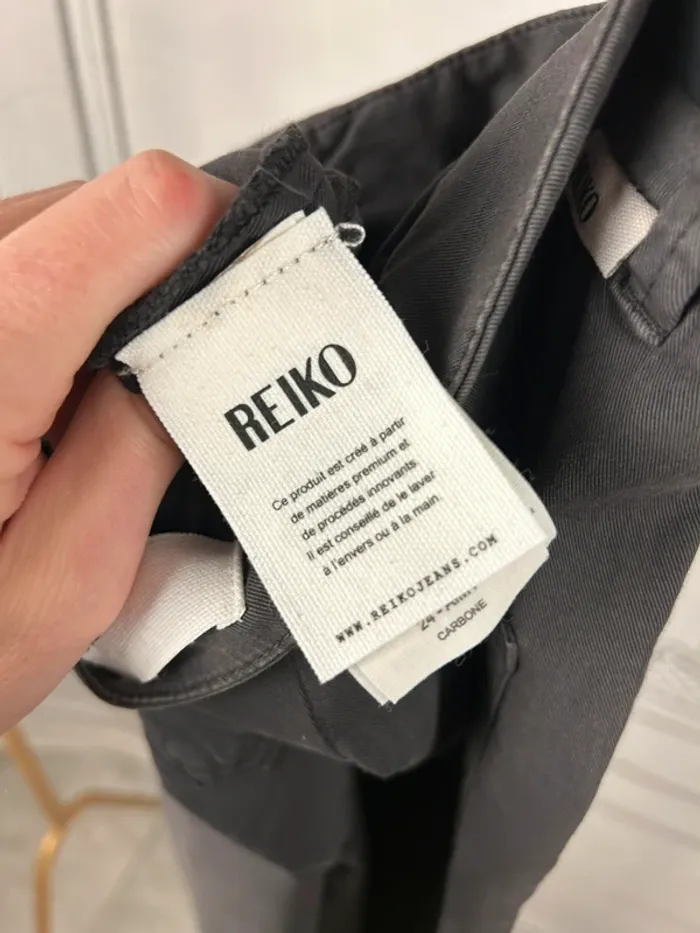 REIKO
Ce produit est créé à partir
de matières premium et
de procédés innovants.
Il est conseillé de le laver
à l'envers ou à la main.
WWW.REIKOJEANS.COM
CARBONE